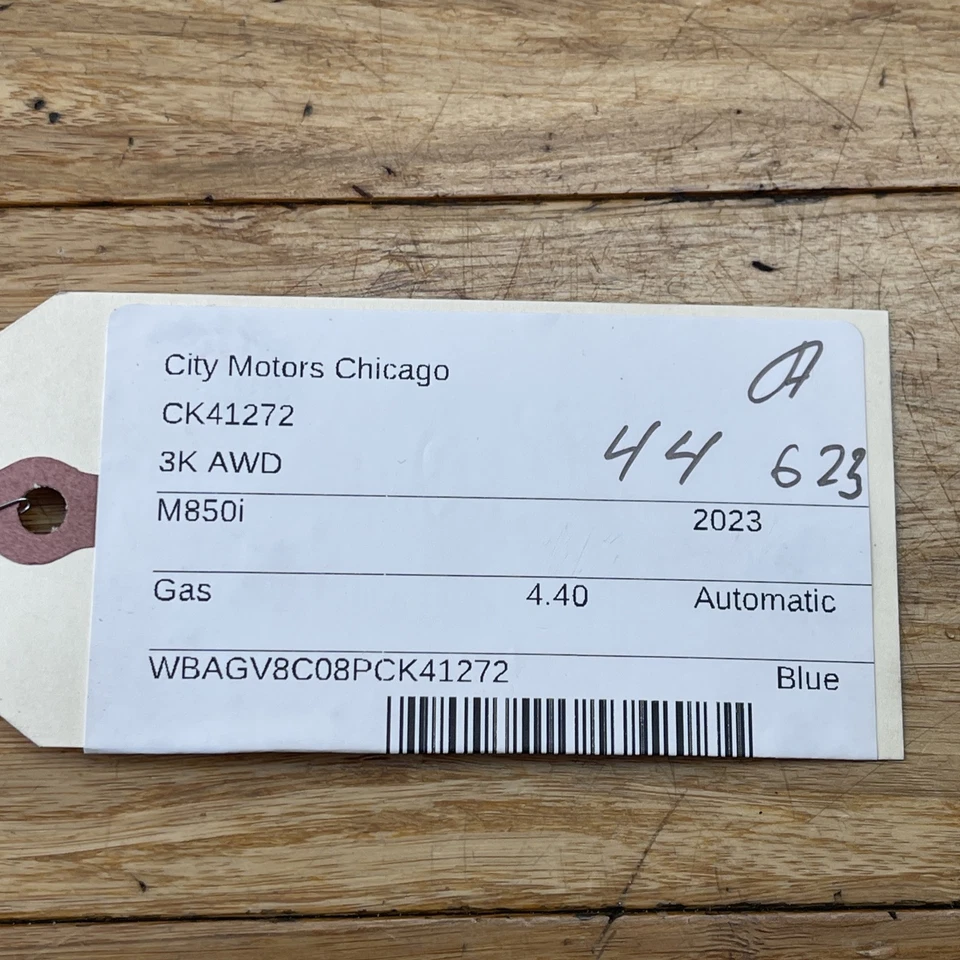 City Motors Chicago
CK41272
3K AWD
44 623
M850i 2023
Gas 4.40 Automatic
WBAGV8C08PCK41272 Blue